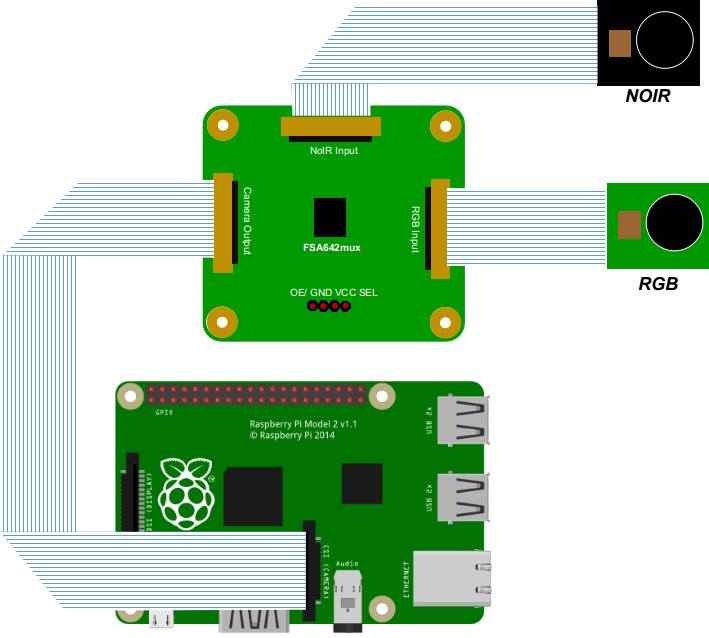 NOIR
NoIR Input
Camera Output
RGB Input
FSA642mux
RGB
OE/ GND VCC SEL
GPIO
Raspberry Pi Model 2 v1.1
© Raspberry Pi 2014
USB 2x
DSI (DISPLAY)
USB 2x
CSI (CAMERA)
Audio
ETHERNET